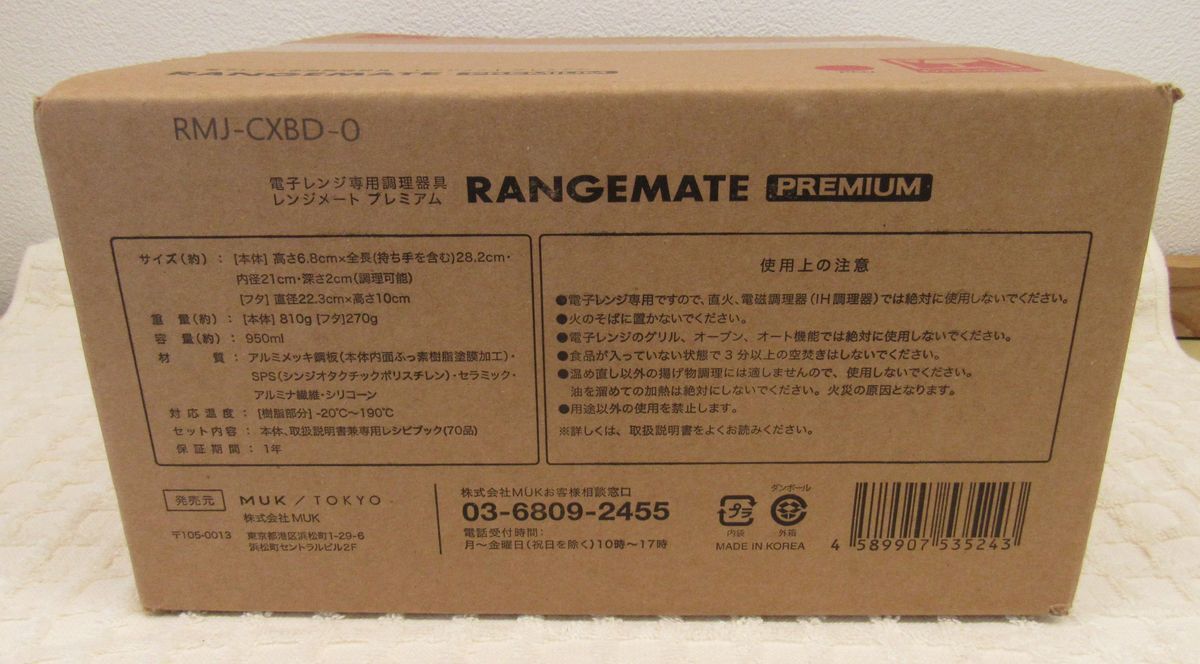 RANGEMATE PREMIUM
RMJ-CXBD-0
電子レンジ専用調理器具
レンジメート プレミアム
RANGEMATE PREMIUM
サイズ(約) : [本体] 高さ6.8cm×全長(持ち手を含む)28.2cm・
内径21cm・深さ2cm(調理可能)
[フタ] 直径22.3cm×高さ10cm
重量(約) : [本体] 810g [フタ]270g
容量(約) : 950ml
材質 : アルミメッキ鋼板(本体内面ふっ素樹脂塗膜加工)・
SPS(シンジオタクチックポリスチレン)・セラミック・
アルミナ繊維・シリコーン
対応温度 : [樹脂部分] -20℃～190℃
セット内容 : 本体、取扱説明書兼専用レシピブック(70品)
保証期間 : 1年
使用上の注意
●電子レンジ専用ですので、直火、電磁調理器(IH調理器)では絶対に使用しないでください。
●火のそばに置かないでください。
●電子レンジのグリル、オーブン、オート機能では絶対に使用しないでください。
●食品が入っていない状態で3分以上の空焚きはしないでください。
●温め直し以外の揚げ物調理には適しませんので、使用しないでください。
油を溜めての加熱は絶対にしないでください。火災の原因となります。
●用途以外の使用を禁止します。
※詳しくは、取扱説明書をよくお読みください。
発売元 MUK / TOKYO
株式会社MUK
〒105-0013 東京都港区浜松町1-29-6
浜松町セントラルビル2F
株式会社MUKお客様相談窓口
03-6809-2455
電話受付時間:
月～金曜日(祝日を除く)10時～17時
プラ
内袋
ダンボール
外箱
MADE IN KOREA
4 589907 535243